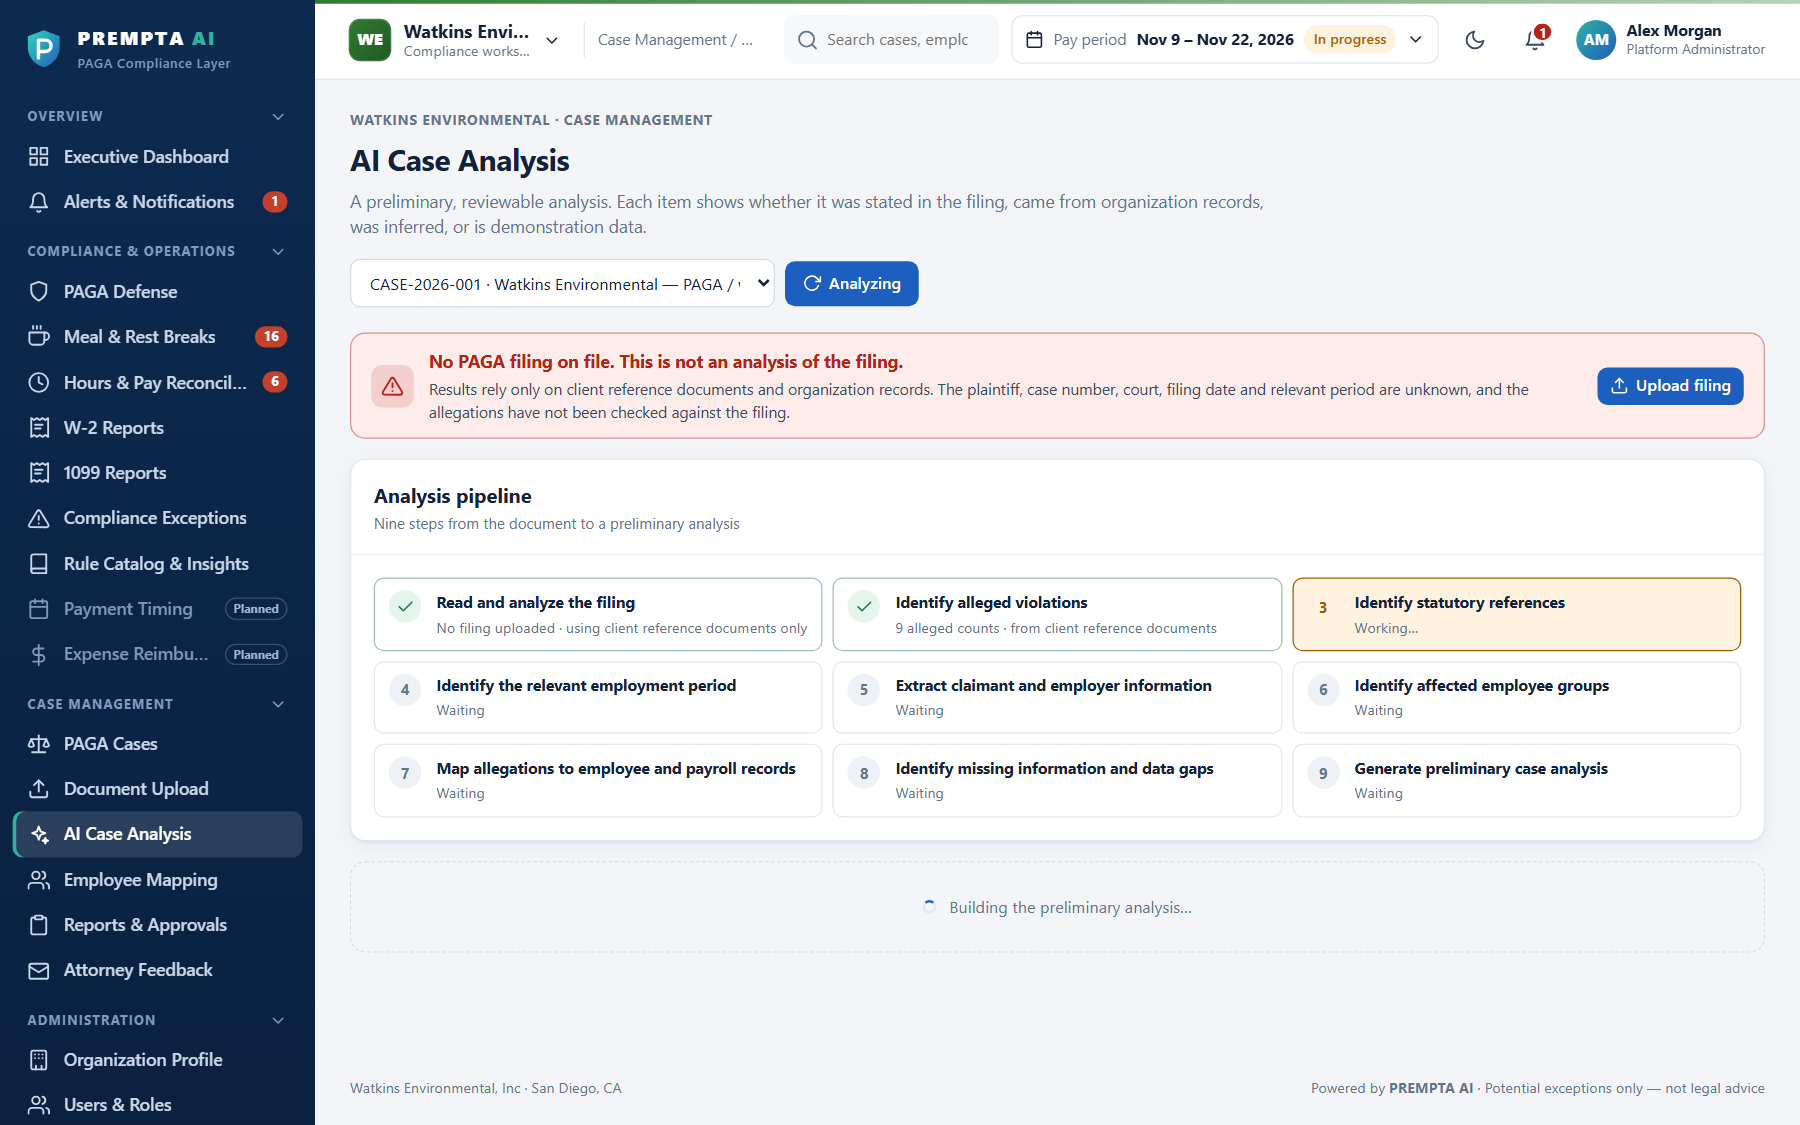 PREMPTA AI
PAGA Compliance Layer
OVERVIEW
Executive Dashboard
Alerts & Notifications
1
COMPLIANCE & OPERATIONS
PAGA Defense
Meal & Rest Breaks
16
Hours & Pay Reconcil...
6
W-2 Reports
1099 Reports
Compliance Exceptions
Rule Catalog & Insights
Payment Timing
Planned
Expense Reimbu...
Planned
CASE MANAGEMENT
PAGA Cases
Document Upload
AI Case Analysis
Employee Mapping
Reports & Approvals
Attorney Feedback
ADMINISTRATION
Organization Profile
Users & Roles
WE
Watkins Envi...
Compliance works...
Case Management / ...
Search cases, emplc
Pay period
Nov 9 – Nov 22, 2026
In progress
1
AM
Alex Morgan
Platform Administrator
WATKINS ENVIRONMENTAL · CASE MANAGEMENT
AI Case Analysis
A preliminary, reviewable analysis. Each item shows whether it was stated in the filing, came from organization records,
was inferred, or is demonstration data.
CASE-2026-001 · Watkins Environmental — PAGA /
Analyzing
No PAGA filing on file. This is not an analysis of the filing.
Results rely only on client reference documents and organization records. The plaintiff, case number, court, filing date and relevant period are unknown, and the
allegations have not been checked against the filing.
Upload filing
Analysis pipeline
Nine steps from the document to a preliminary analysis
Read and analyze the filing
No filing uploaded · using client reference documents only
Identify alleged violations
9 alleged counts · from client reference documents
3
Identify statutory references
Working...
4
Identify the relevant employment period
Waiting
5
Extract claimant and employer information
Waiting
6
Identify affected employee groups
Waiting
7
Map allegations to employee and payroll records
Waiting
8
Identify missing information and data gaps
Waiting
9
Generate preliminary case analysis
Waiting
Building the preliminary analysis...
Watkins Environmental, Inc · San Diego, CA
Powered by PREMPTA AI · Potential exceptions only — not legal advice